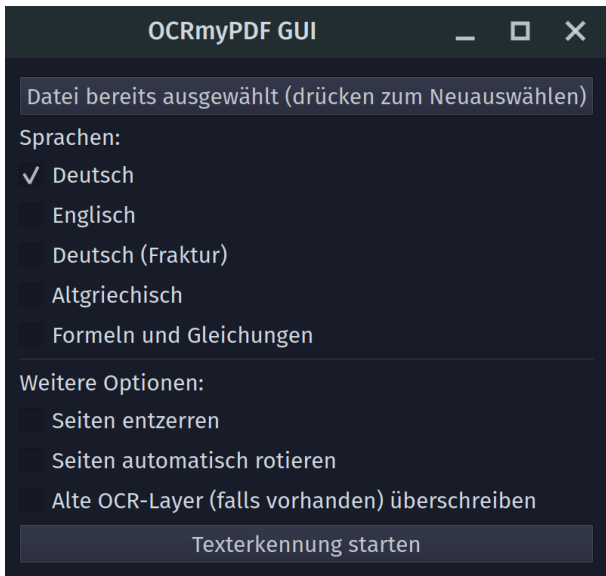 OCRmyPDF GUI
Datei bereits ausgewählt (drücken zum Neuauswählen)
Sprachen:
Deutsch
Englisch
Deutsch (Fraktur)
Altgriechisch
Formeln und Gleichungen
Weitere Optionen:
Seiten entzerren
Seiten automatisch rotieren
Alte OCR-Layer (falls vorhanden) überschreiben
Texterkennung starten